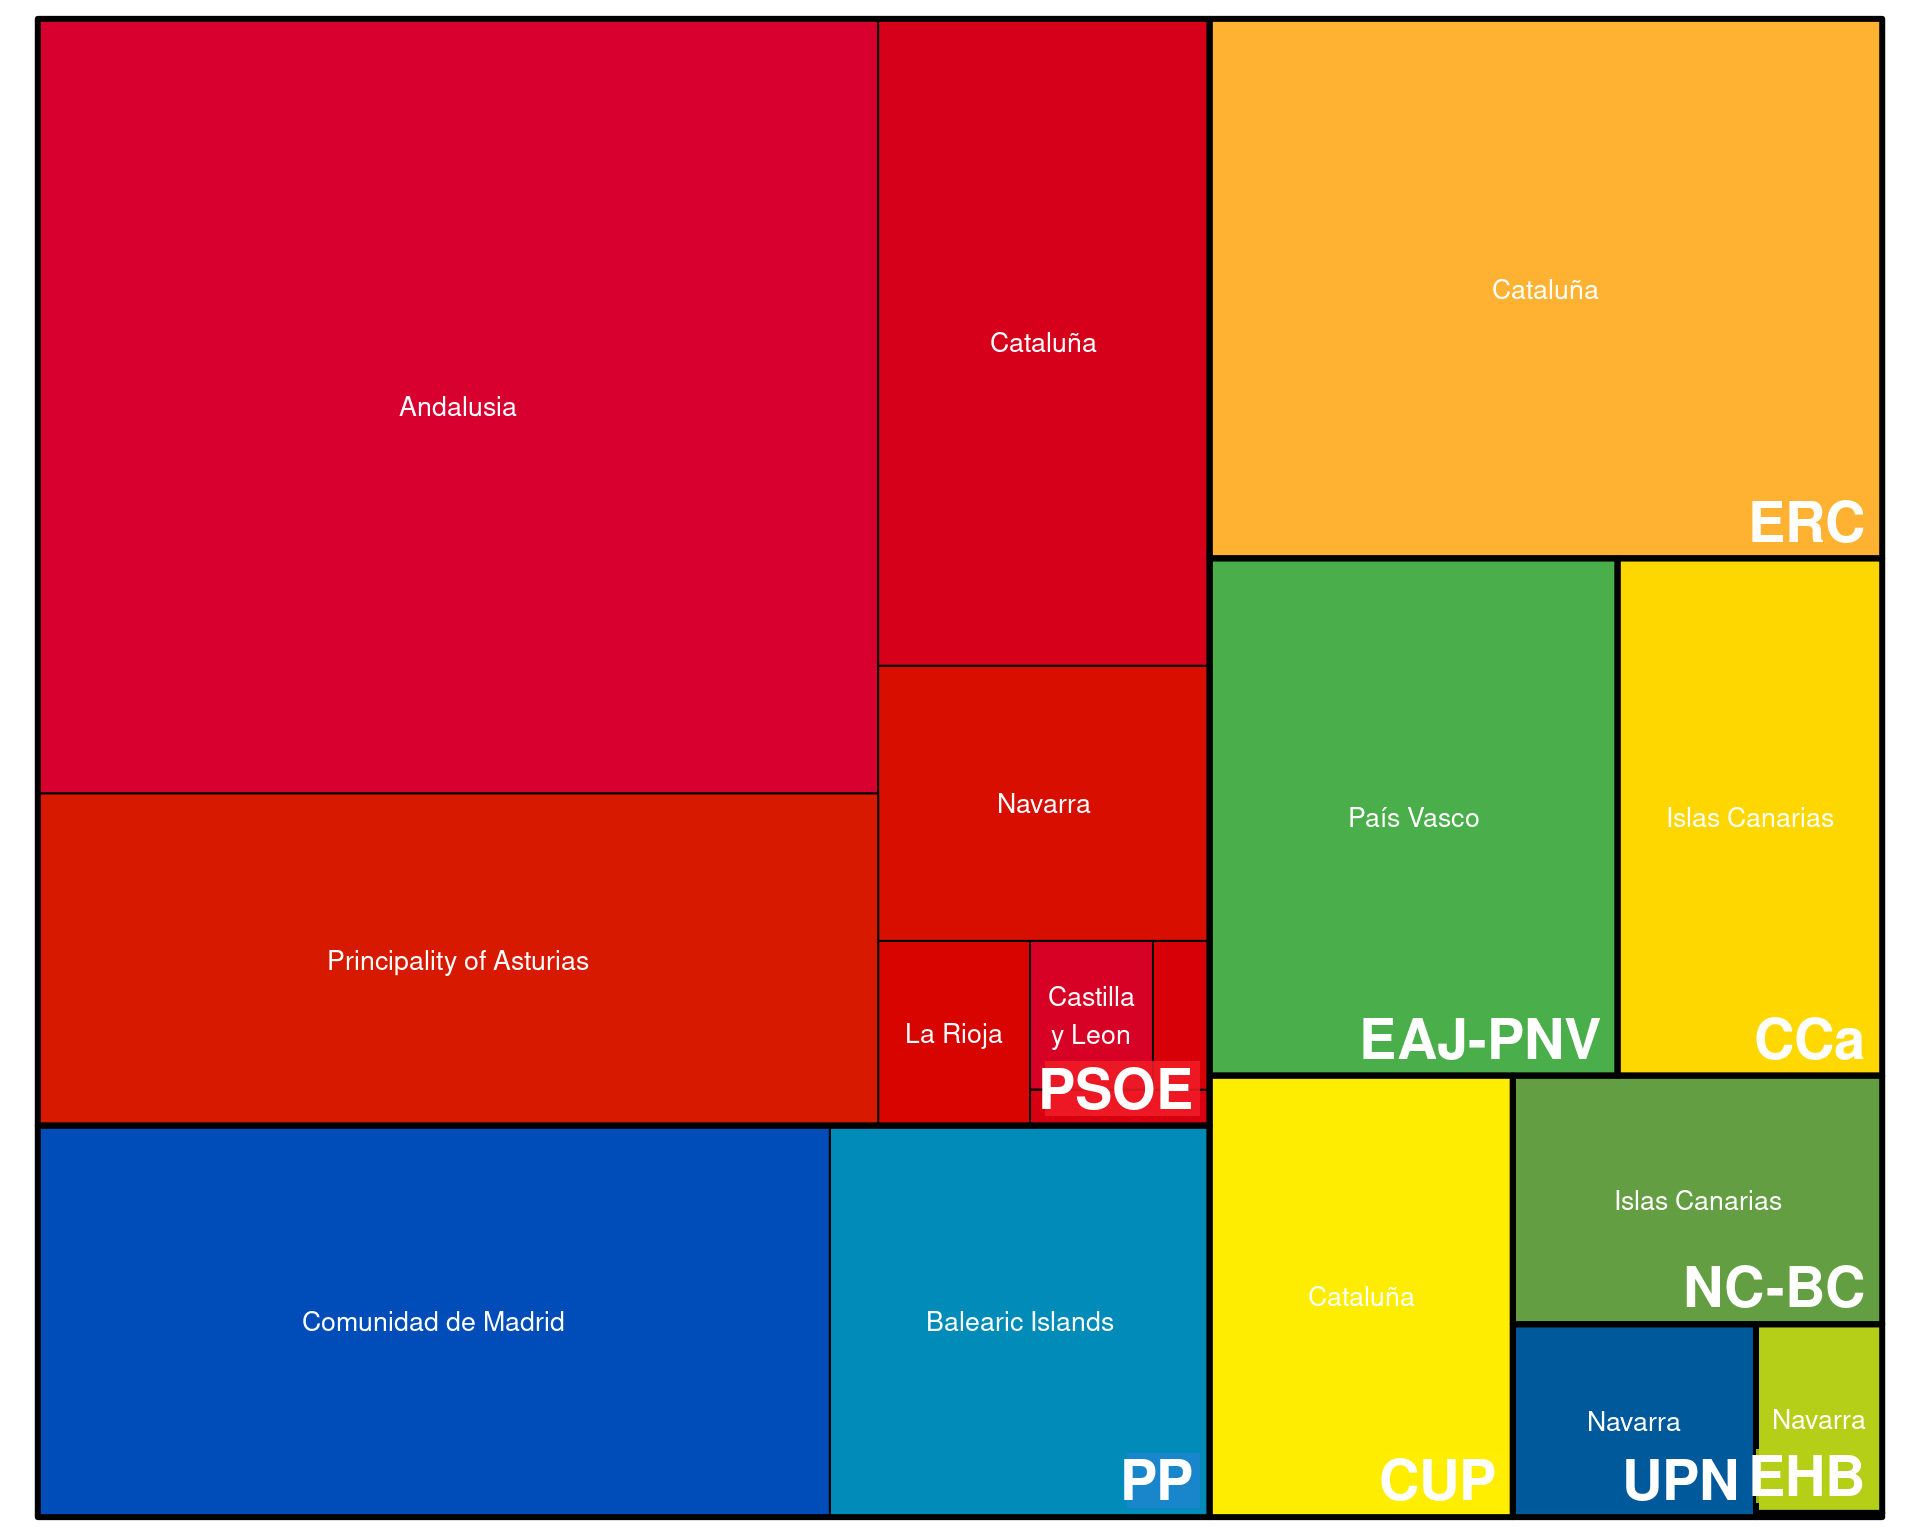 Andalusia
Cataluña
Principality of Asturias
Navarra
La Rioja
Castilla
y Leon
PSOE
Comunidad de Madrid
Balearic Islands
PP
Cataluña
ERC
País Vasco
EAJ-PNV
Islas Canarias
CCa
Cataluña
CUP
Islas Canarias
NC-BC
Navarra
UPN
Navarra
EHB